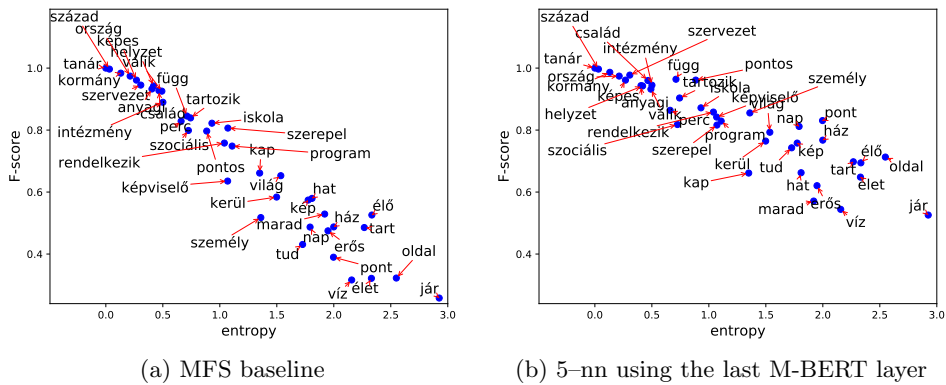 század
ország
képes
helyzet
tanár
válik
kormány
függ
szervezet
tartozik
anyagi
család
iskola
intézmény
perc
szerepel
szociális
rendelkezik
kap
program
pontos
képviselő
világ
hat
kerül
kép
ház
élő
marad
személy
nap
erős
tart
tud
pont
oldal
víz
élet
jár
1.0
0.8
0.6
0.4
F-score
0.0 0.5 1.0 1.5 2.0 2.5 3.0
entropy
(a) MFS baseline
század
család
szervezet
intézmény
tanár
függ
pontos
ország
személy
kormány
tartozik
képes
képviselő
anyagi
iskola
helyzet
válik
világ
pont
perc
rendelkezik
program
ház
szociális
szerepel
kép
élő
kerül
tud
tart
oldal
kap
hat
élet
erős
marad
víz
jár
1.0
0.8
0.6
0.4
F-score
0.0 0.5 1.0 1.5 2.0 2.5 3.0
entropy
nap
(b) 5–nn using the last M-BERT layer